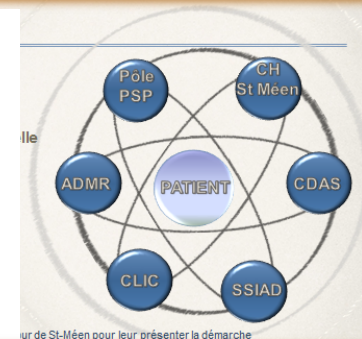 Pôle
PSP
CH
St Méen
elle
ADMR
PATIENT
CDAS
CLIC
SSIAD
our de St-Méen pour leur présenter la démarche